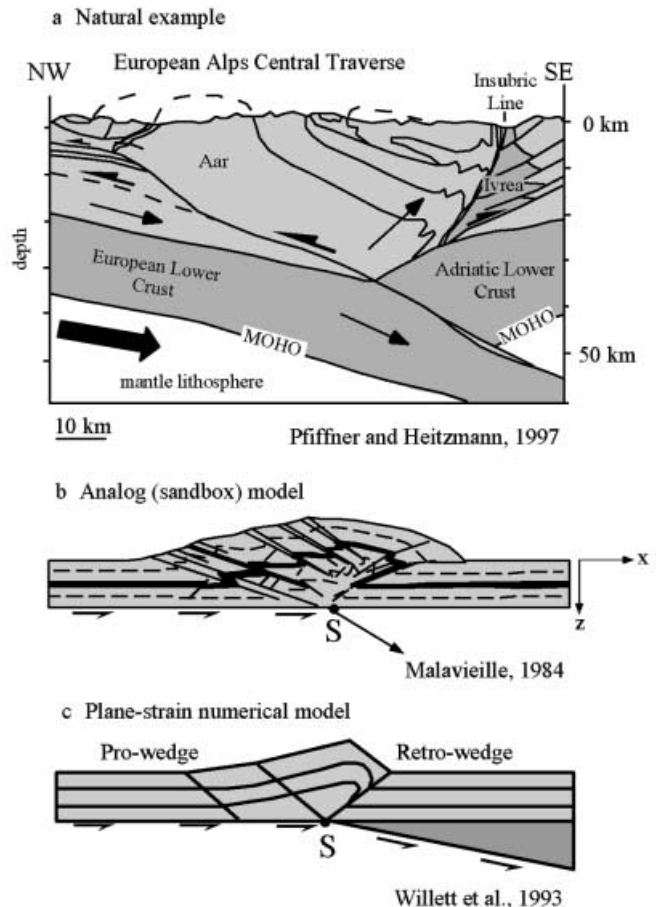 a Natural example
NW
European Alps Central Traverse
Insubric
Line
SE
0 km
Aar
Ivrea
depth
European Lower
Crust
Adriatic Lower
Crust
MOHO
MOHO
50 km
mantle lithosphere
10 km
Pfiffner and Heitzmann, 1997
b Analog (sandbox) model
x
z
S
Malavieille, 1984
c Plane-strain numerical model
Pro-wedge
Retro-wedge
S
Willett et al., 1993